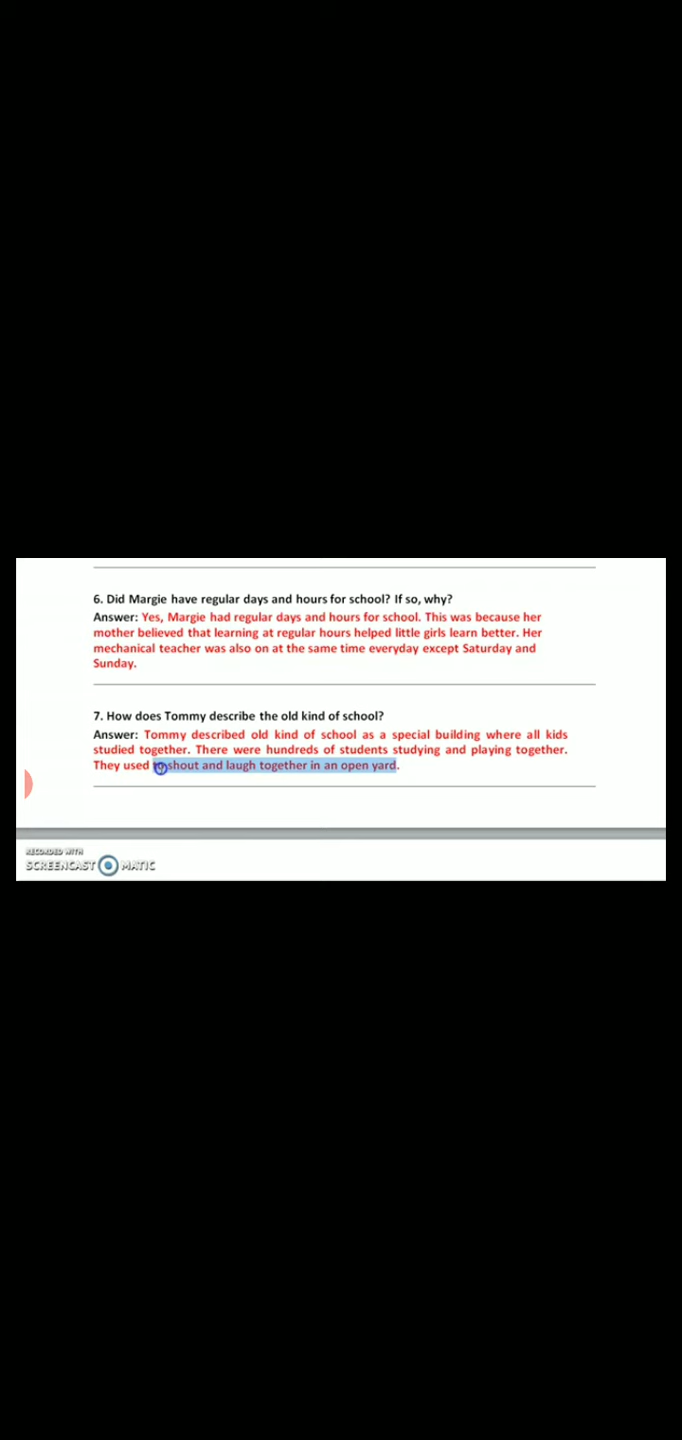 6. Did Margie have regular days and hours for school? If so, why?
Answer: Yes, Margie had regular days and hours for school. This was because her
mother believed that learning at regular hours helped little girls learn better. Her
mechanical teacher was also on at the same time everyday except Saturday and
Sunday.
7. How does Tommy describe the old kind of school?
Answer: Tommy described old kind of school as a special building where all kids
studied together. There were hundreds of students studying and playing together.
They used to shout and laugh together in an open yard.
RECORDED WITH
SCREENCAST MATIC